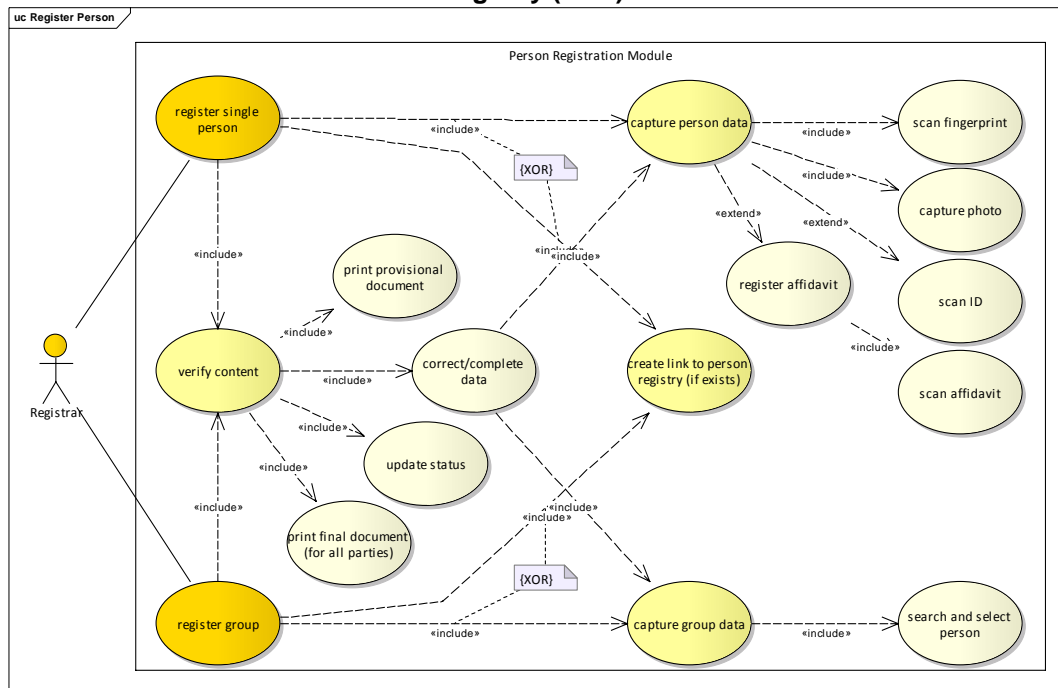 uc Register Person
Person Registration Module
register single
person
«include»
capture person data
«include»
scan fingerprint
{XOR}
«include»
capture photo
«extend»
«extend»
«include»
«include»
«include»
print provisional
document
register affidavit
scan ID
«include»
«include»
verify content
«include»
correct/complete
data
create link to person
registry (if exists)
scan affidavit
Registrar
«include»
update status
«include»
«include»
«include»
«include»
print final document
(for all parties)
{XOR}
register group
«include»
capture group data
«include»
search and select
person